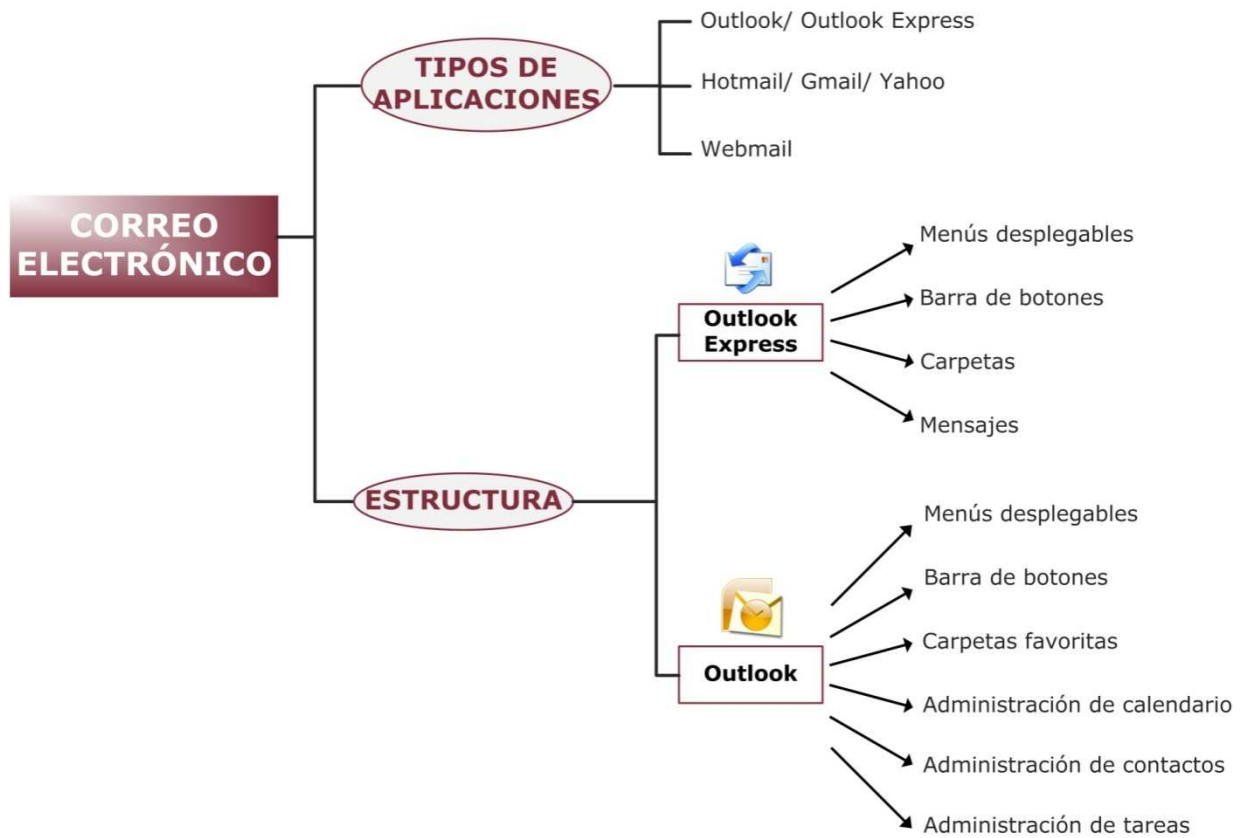 CORREO
ELECTRÓNICO
TIPOS DE
APLICACIONES
Outlook/ Outlook Express
Hotmail/ Gmail/ Yahoo
Webmail
ESTRUCTURA
Outlook
Express
Menús desplegables
Barra de botones
Carpetas
Mensajes
Outlook
Menús desplegables
Barra de botones
Carpetas favoritas
Administración de calendario
Administración de contactos
Administración de tareas